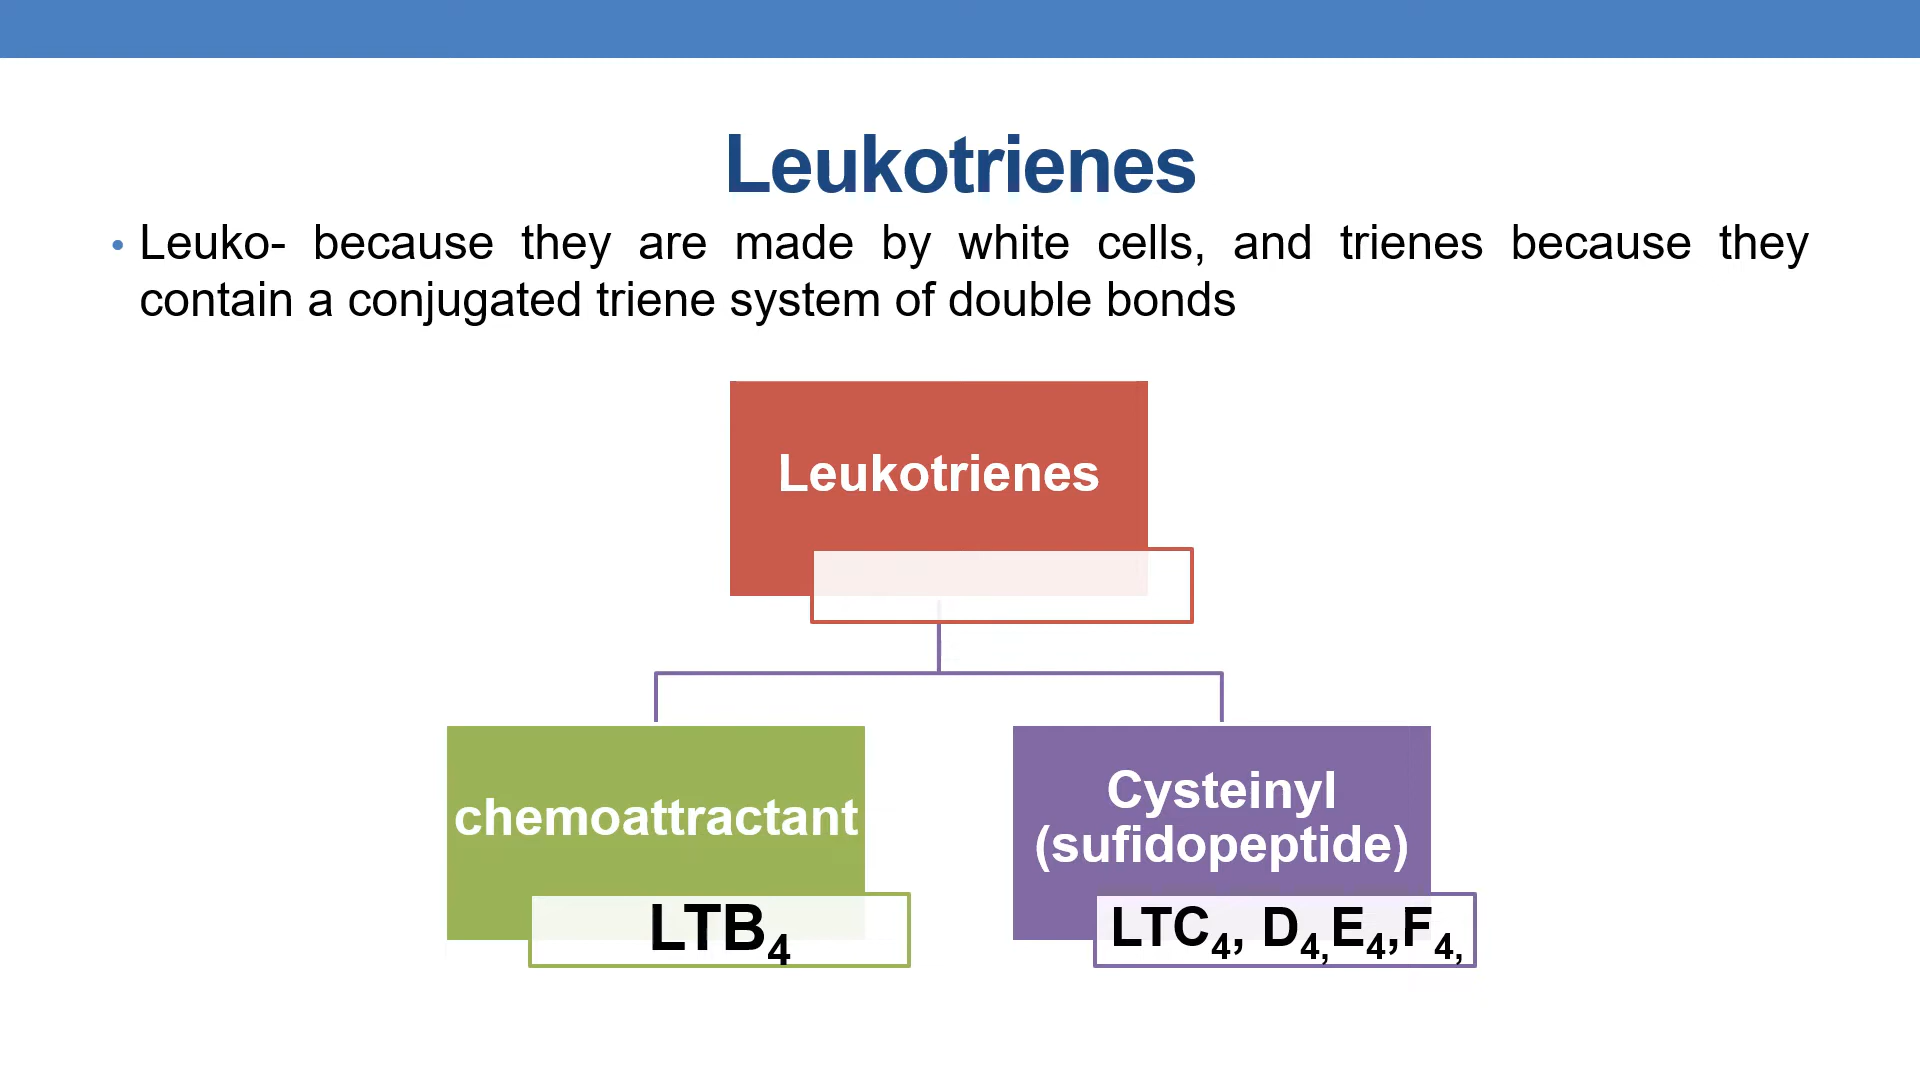 Leukotrienes
• Leuko- because they are made by white cells, and trienes because they
contain a conjugated triene system of double bonds
Leukotrienes
chemoattractant
LTB₄
Cysteinyl
(sufidopeptide)
LTC₄, D₄,E₄,F₄,